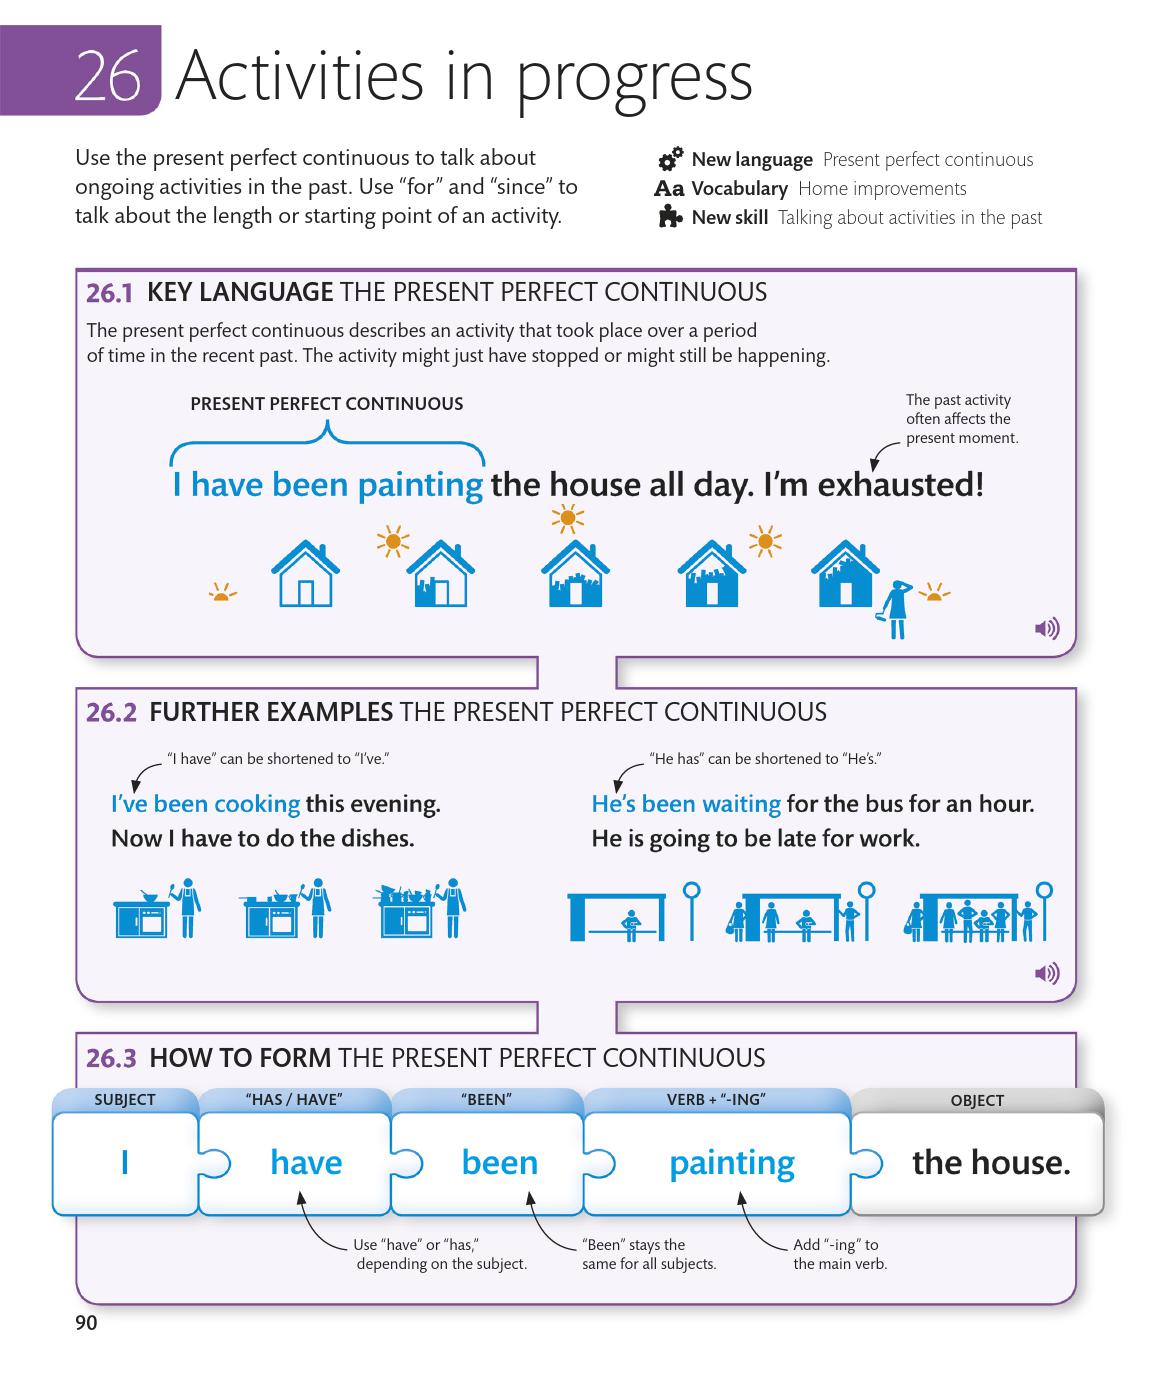 26 Activities in progress
Use the present perfect continuous to talk about
ongoing activities in the past. Use “for” and “since” to
talk about the length or starting point of an activity.
New language Present perfect continuous
Aa Vocabulary Home improvements
New skill Talking about activities in the past
26.1 KEY LANGUAGE THE PRESENT PERFECT CONTINUOUS
The present perfect continuous describes an activity that took place over a period
of time in the recent past. The activity might just have stopped or might still be happening.
PRESENT PERFECT CONTINUOUS
The past activity
often affects the
present moment.
I have been painting the house all day. I’m exhausted!
26.2 FURTHER EXAMPLES THE PRESENT PERFECT CONTINUOUS
“I have” can be shortened to “I’ve.”
I’ve been cooking this evening.
Now I have to do the dishes.
“He has” can be shortened to “He’s.”
He’s been waiting for the bus for an hour.
He is going to be late for work.
26.3 HOW TO FORM THE PRESENT PERFECT CONTINUOUS
SUBJECT
“HAS / HAVE”
“BEEN”
VERB + “-ING”
OBJECT
I
have
been
painting
the house.
Use “have” or “has,”
depending on the subject.
“Been” stays the
same for all subjects.
Add “-ing” to
the main verb.
90